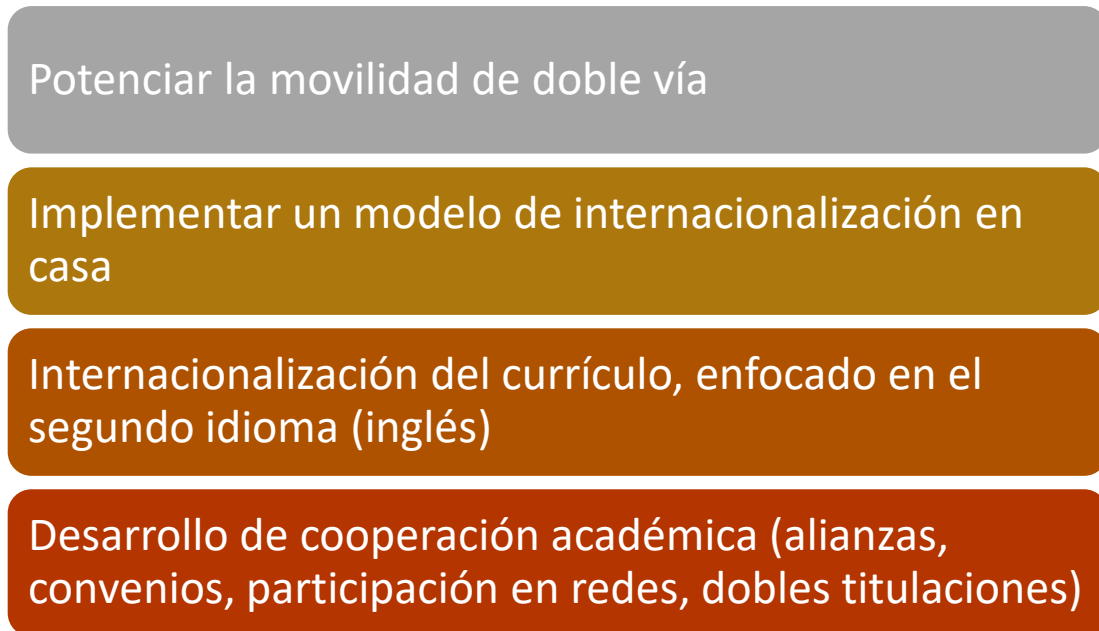 Potenciar la movilidad de doble vía
Implementar un modelo de internacionalización en
casa
Internacionalización del currículo, enfocado en el
segundo idioma (inglés)
Desarrollo de cooperación académica (alianzas,
convenios, participación en redes, dobles titulaciones)